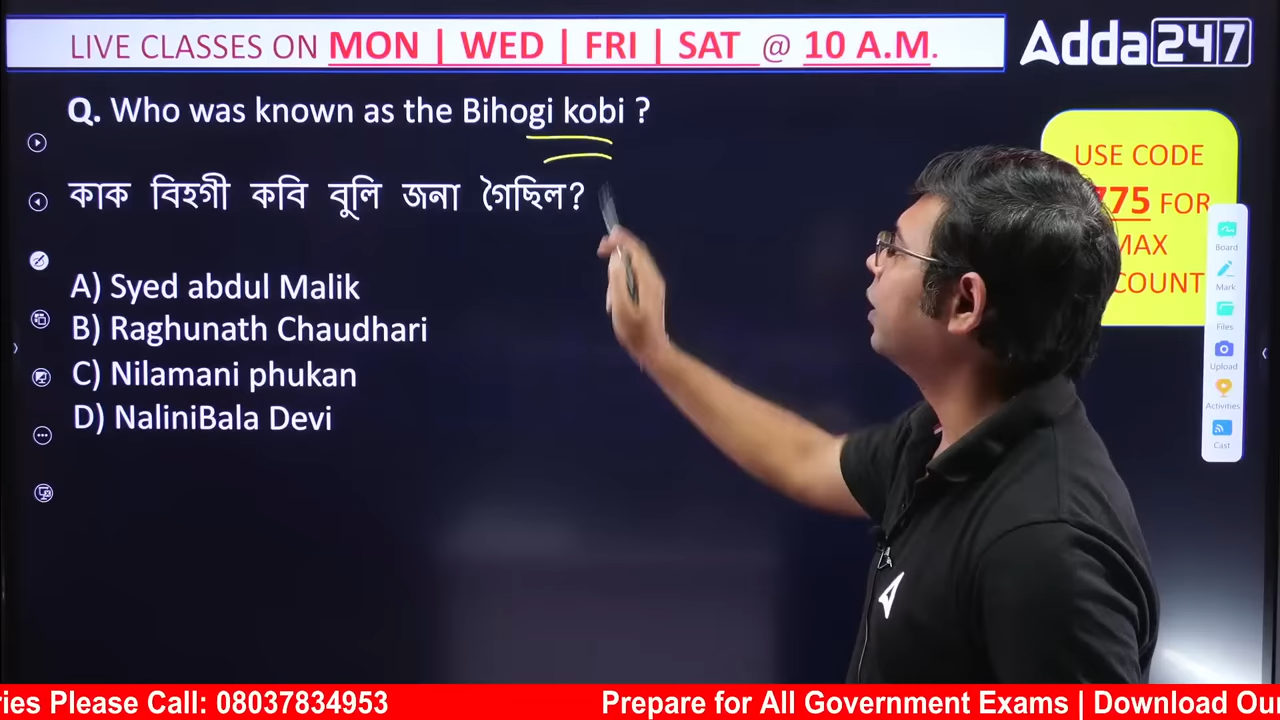 LIVE CLASSES ON MON | WED | FRI | SAT @ 10 A.M.
Adda247
Q. Who was known as the Bihogi kobi ?
কাক বিহগী কবি বুলি জনা গৈছিল?
A) Syed abdul Malik
B) Raghunath Chaudhari
C) Nilamani phukan
D) NaliniBala Devi
USE CODE
775 FOR
MAX
COUNT
Board
Mark
Files
Upload
Activities
Cast
Please Call: 08037834953
Prepare for All Government Exams | Download